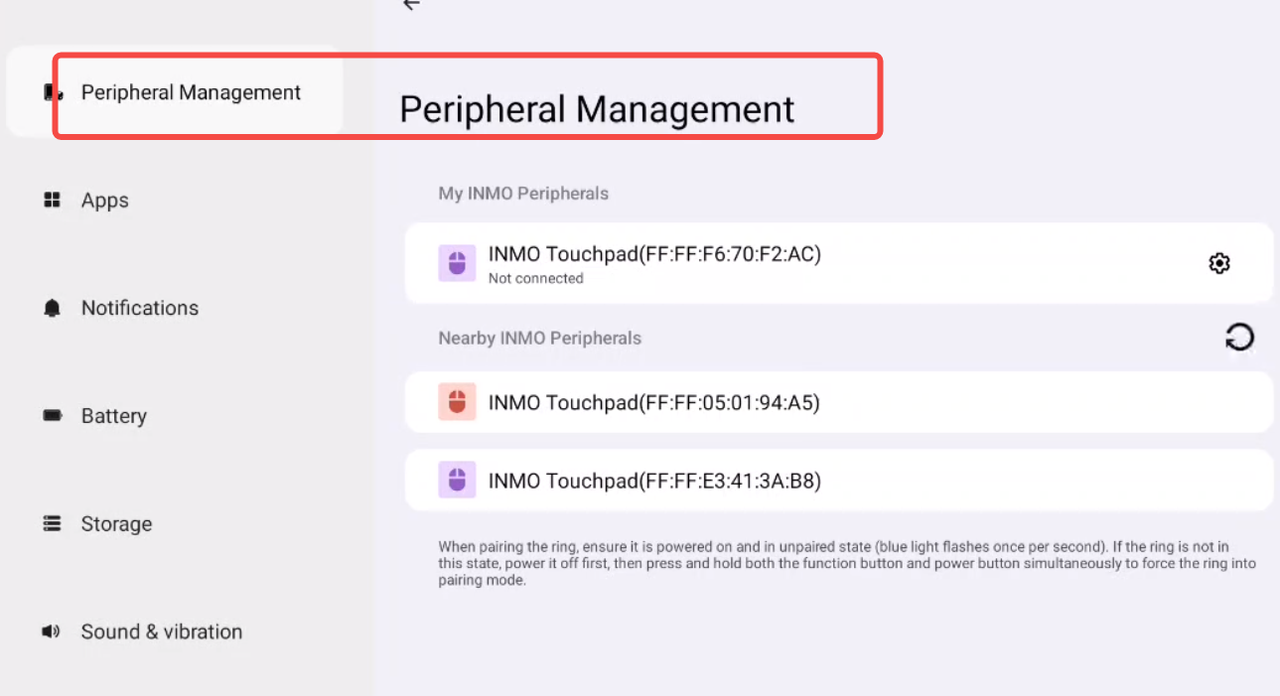 Peripheral Management
Apps
Notifications
Battery
Storage
Sound & vibration
Peripheral Management
My INMO Peripherals
INMO Touchpad(FF:FF:F6:70:F2:AC)
Not connected
Nearby INMO Peripherals
INMO Touchpad(FF:FF:05:01:94:A5)
INMO Touchpad(FF:FF:E3:41:3A:B8)
When pairing the ring, ensure it is powered on and in unpaired state (blue light flashes once per second). If the ring is not in
this state, power it off first, then press and hold both the function button and power button simultaneously to force the ring into
pairing mode.